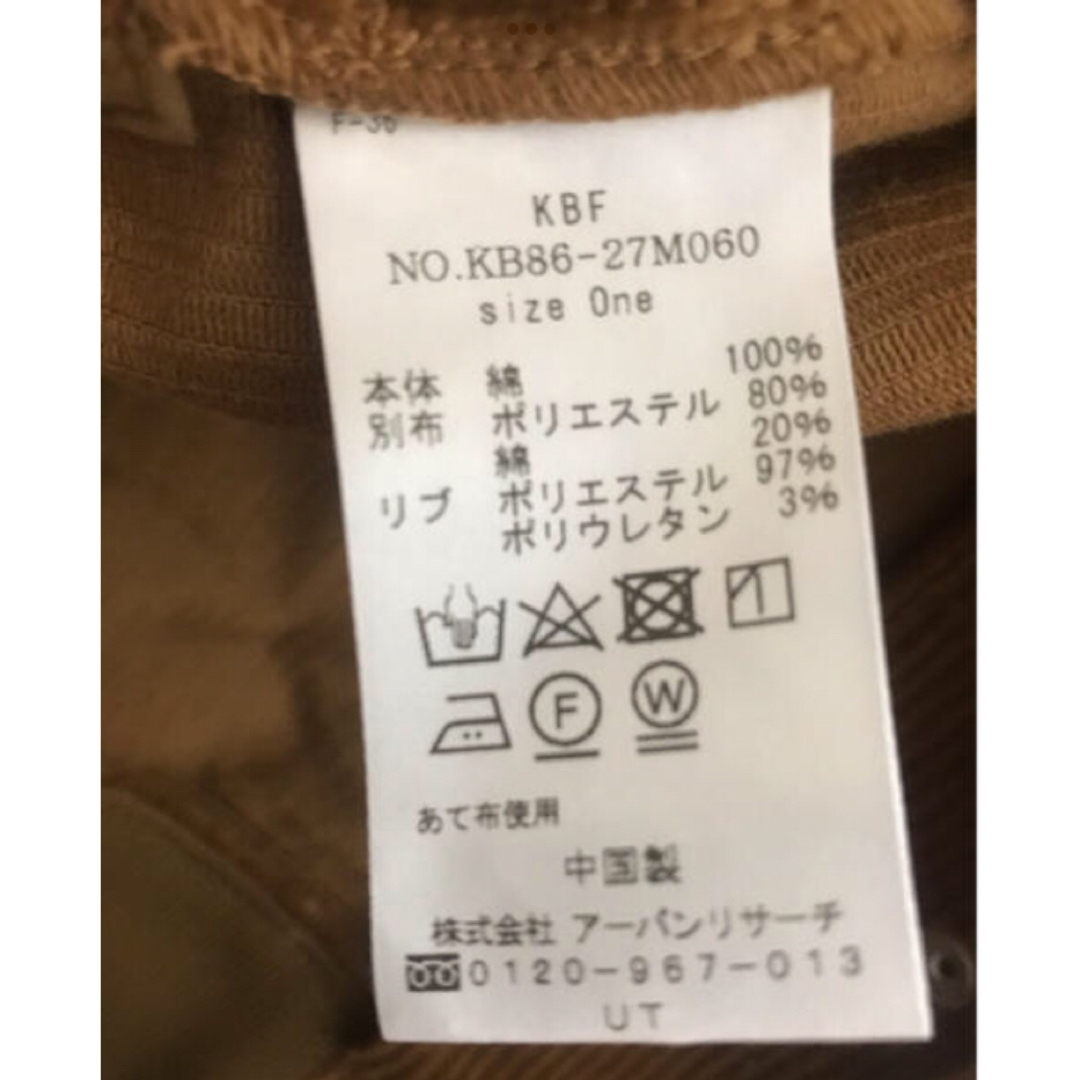 F-36
KBF
NO.KB86-27M060
size One
本体 綿 100%
別布 ポリエステル 80%
綿 20%
リブ ポリエステル 97%
ポリウレタン 3%
F W
あて布使用
中国製
株式会社 アーバンリサーチ
0120-967-013
UT